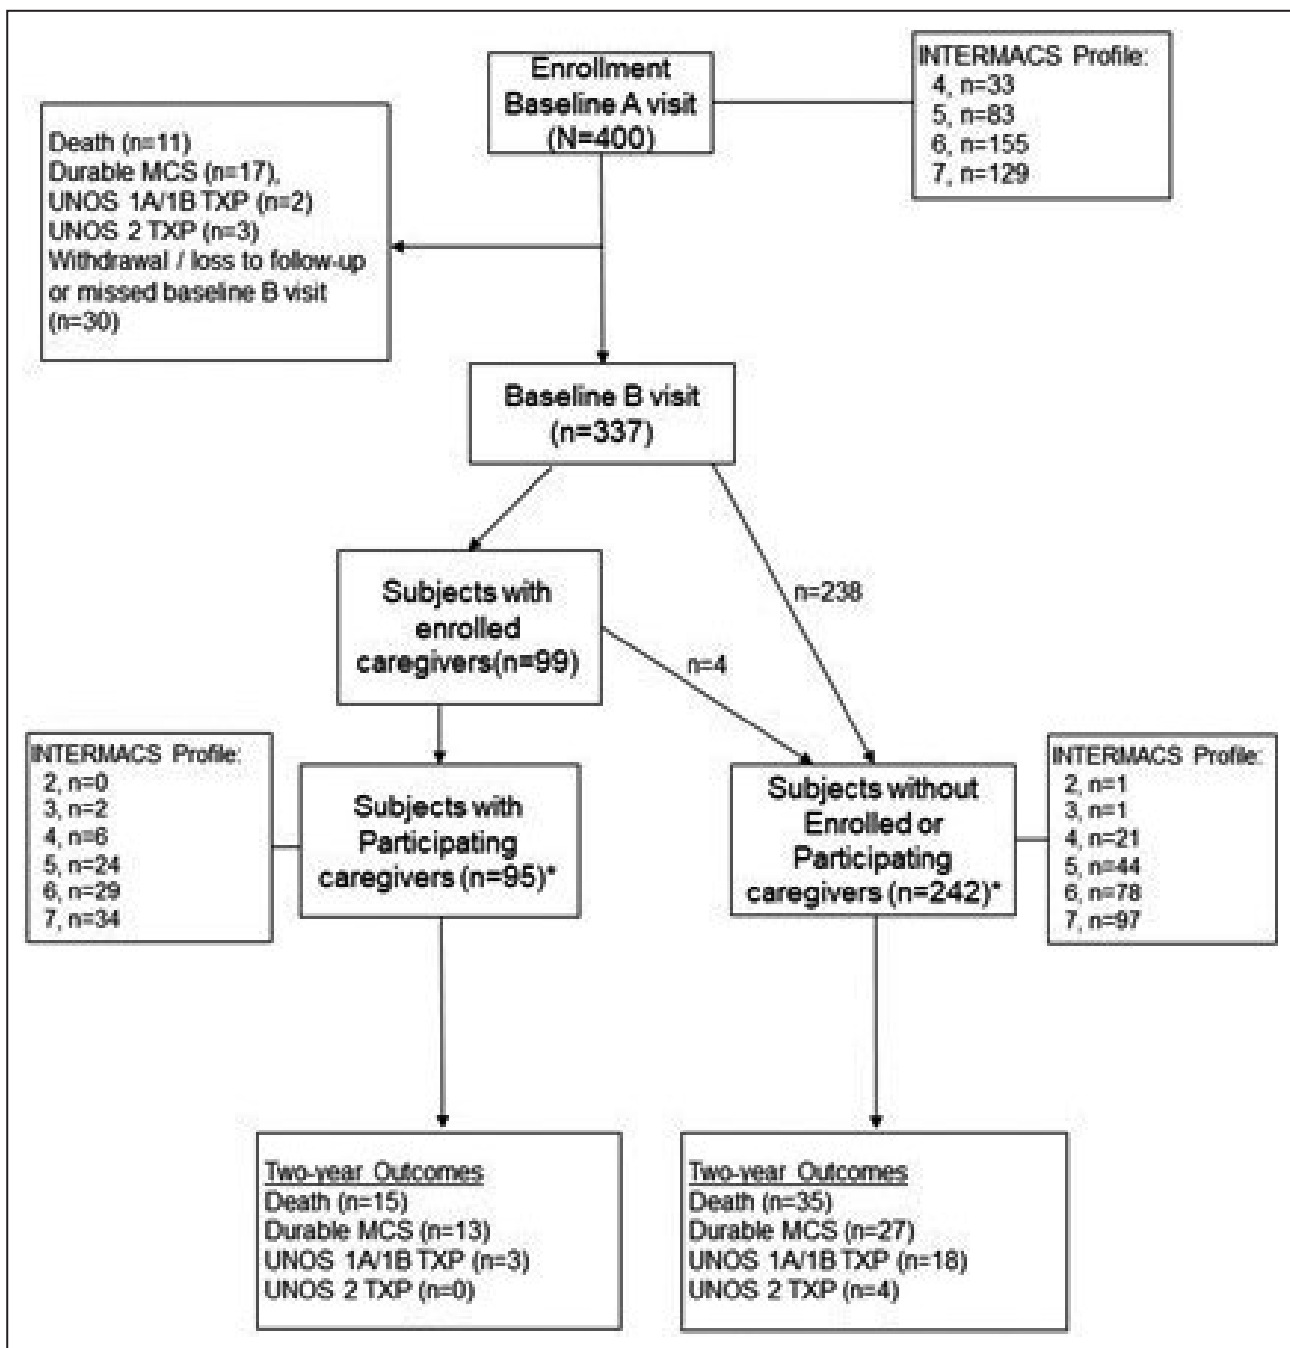 Enrollment
Baseline A visit
(N=400)
INTERMACS Profile:
4, n=33
5, n=83
6, n=155
7, n=129
Death (n=11)
Durable MCS (n=17),
UNOS 1A/1B TXP (n=2)
UNOS 2 TXP (n=3)
Withdrawal / loss to follow-up
or missed baseline B visit
(n=30)
Baseline B visit
(n=337)
Subjects with
enrolled
caregivers(n=99)
n=238
n=4
INTERMACS Profile:
2, n=0
3, n=2
4, n=6
5, n=24
6, n=29
7, n=34
Subjects with
Participating
caregivers (n=95)*
Subjects without
Enrolled or
Participating
caregivers (n=242)*
INTERMACS Profile:
2, n=1
3, n=1
4, n=21
5, n=44
6, n=78
7, n=97
Two-year Outcomes
Death (n=15)
Durable MCS (n=13)
UNOS 1A/1B TXP (n=3)
UNOS 2 TXP (n=0)
Two-year Outcomes
Death (n=35)
Durable MCS (n=27)
UNOS 1A/1B TXP (n=18)
UNOS 2 TXP (n=4)